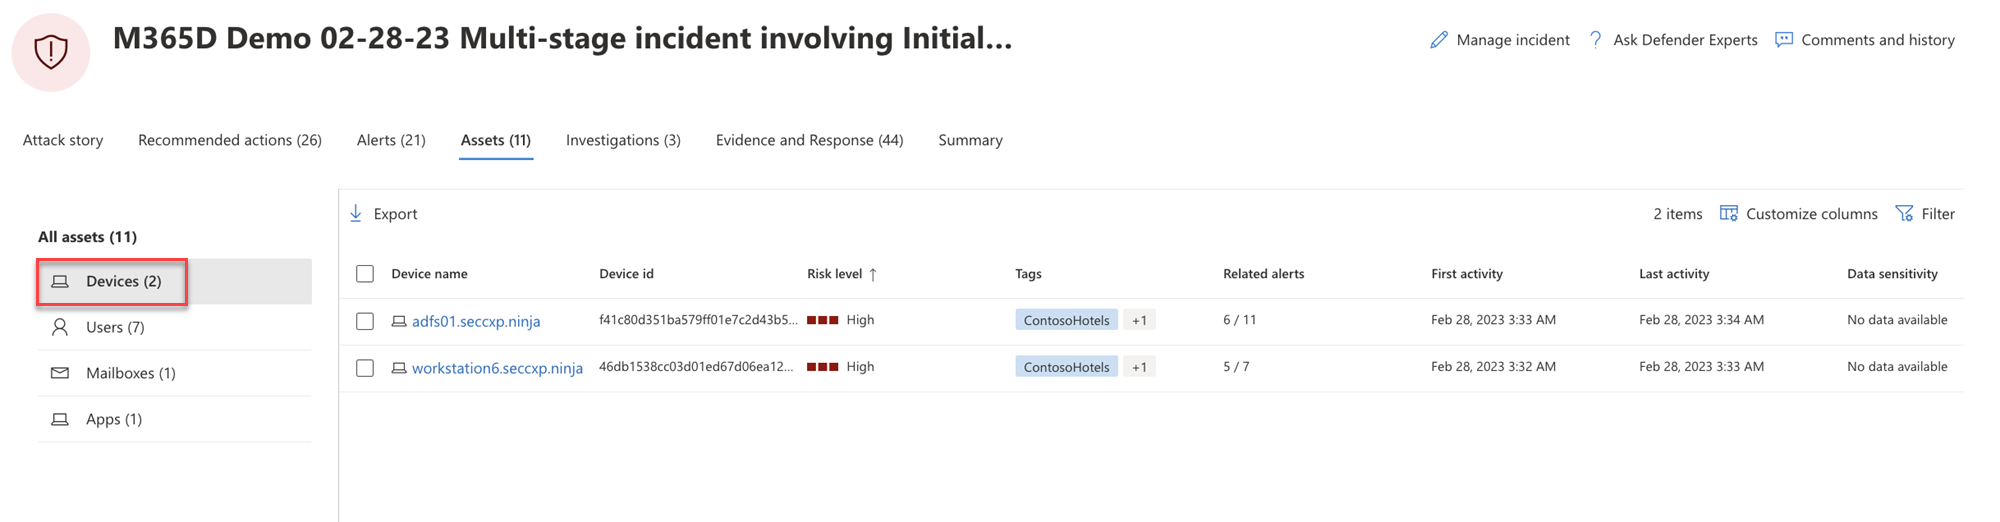 M365D Demo 02-28-23 Multi-stage incident involving Initial...
Manage incident Ask Defender Experts Comments and history
Attack story Recommended actions (26) Alerts (21) Assets (11) Investigations (3) Evidence and Response (44) Summary
All assets (11)
Devices (2)
Users (7)
Mailboxes (1)
Apps (1)
Export 2 items Customize columns Filter
Device name Device id Risk level ↑ Tags Related alerts First activity Last activity Data sensitivity
adfs01.seccxp.ninja f41c80d351ba579ff01e7c2d43b5... High ContosoHotels +1 6 / 11 Feb 28, 2023 3:33 AM Feb 28, 2023 3:34 AM No data available
workstation6.seccxp.ninja 46db1538cc03d01ed67d06ea12... High ContosoHotels +1 5 / 7 Feb 28, 2023 3:32 AM Feb 28, 2023 3:33 AM No data available